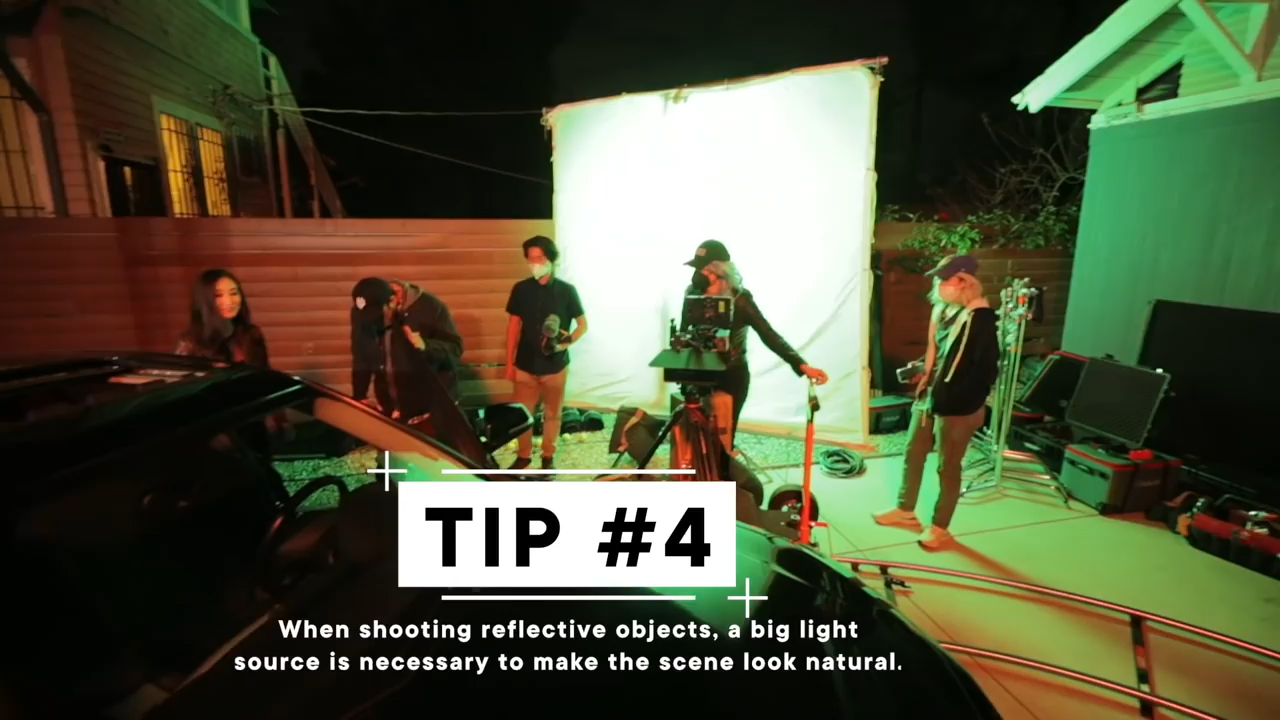 TIP #4
When shooting reflective objects, a big light
source is necessary to make the scene look natural.